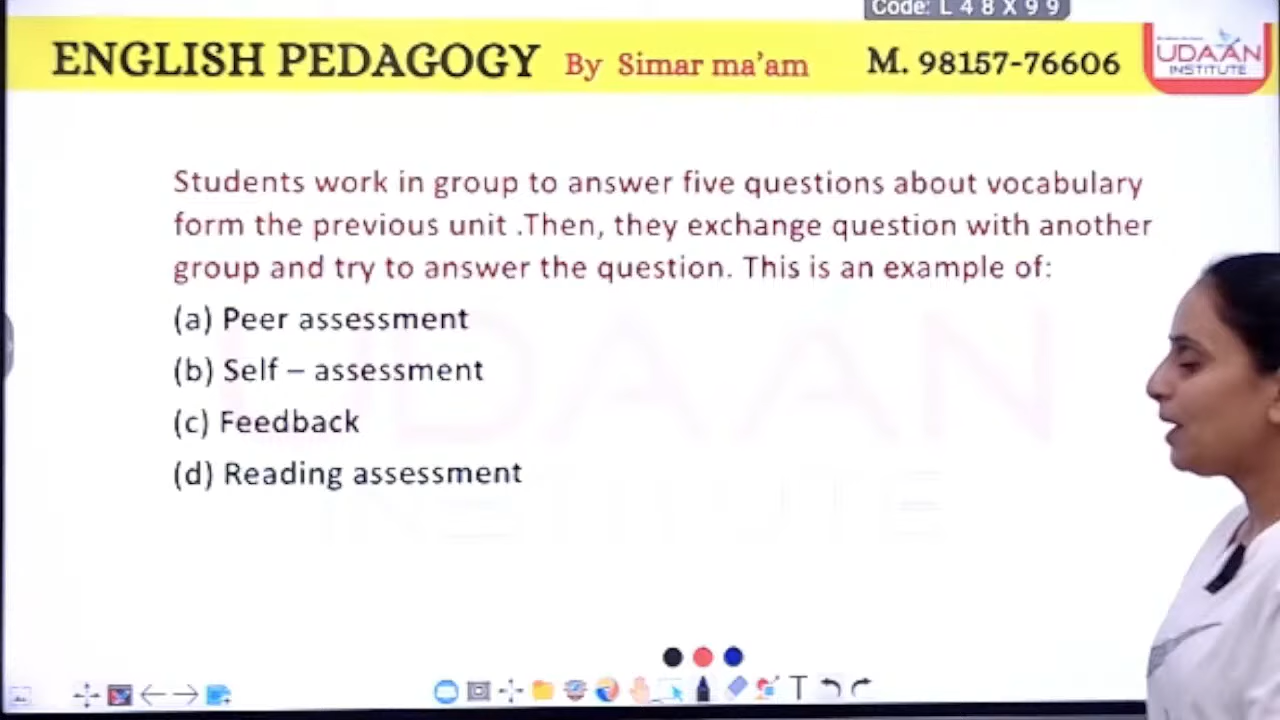 Code: L 4 8 X 9 9
ENGLISH PEDAGOGY By Simar ma'am M. 98157-76606
UDAAN
INSTITUTE
Students work in group to answer five questions about vocabulary
form the previous unit .Then, they exchange question with another
group and try to answer the question. This is an example of:
(a) Peer assessment
(b) Self – assessment
(c) Feedback
(d) Reading assessment
UDAAN
INSTITUTE
T